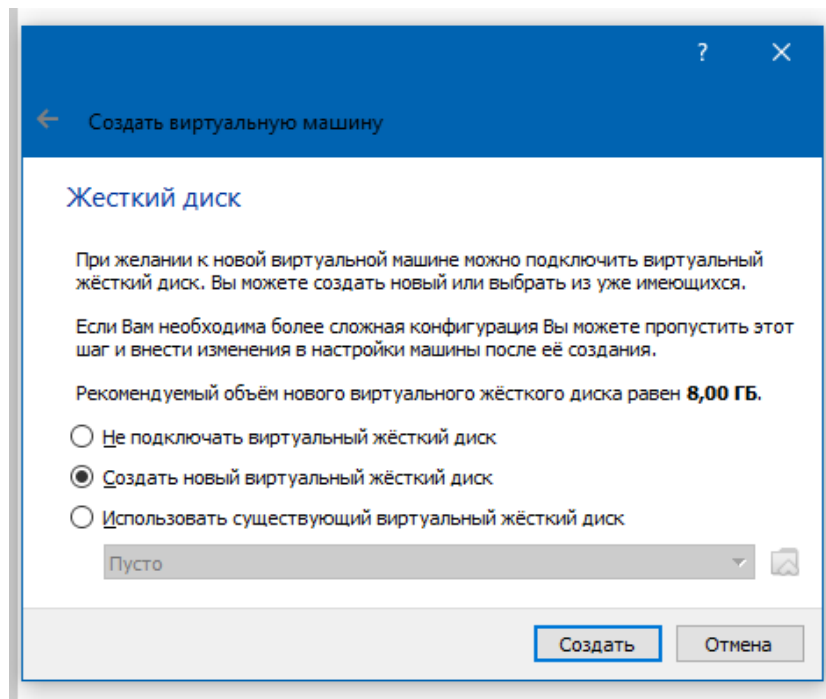 ?
Создать виртуальную машину
Жесткий диск
При желании к новой виртуальной машине можно подключить виртуальный
жёсткий диск. Вы можете создать новый или выбрать из уже имеющихся.
Если Вам необходима более сложная конфигурация Вы можете пропустить этот
шаг и внести изменения в настройки машины после её создания.
Рекомендуемый объём нового виртуального жёсткого диска равен 8,00 ГБ.
Не подключать виртуальный жёсткий диск
Создать новый виртуальный жёсткий диск
Использовать существующий виртуальный жёсткий диск
Пусто
Создать Отмена